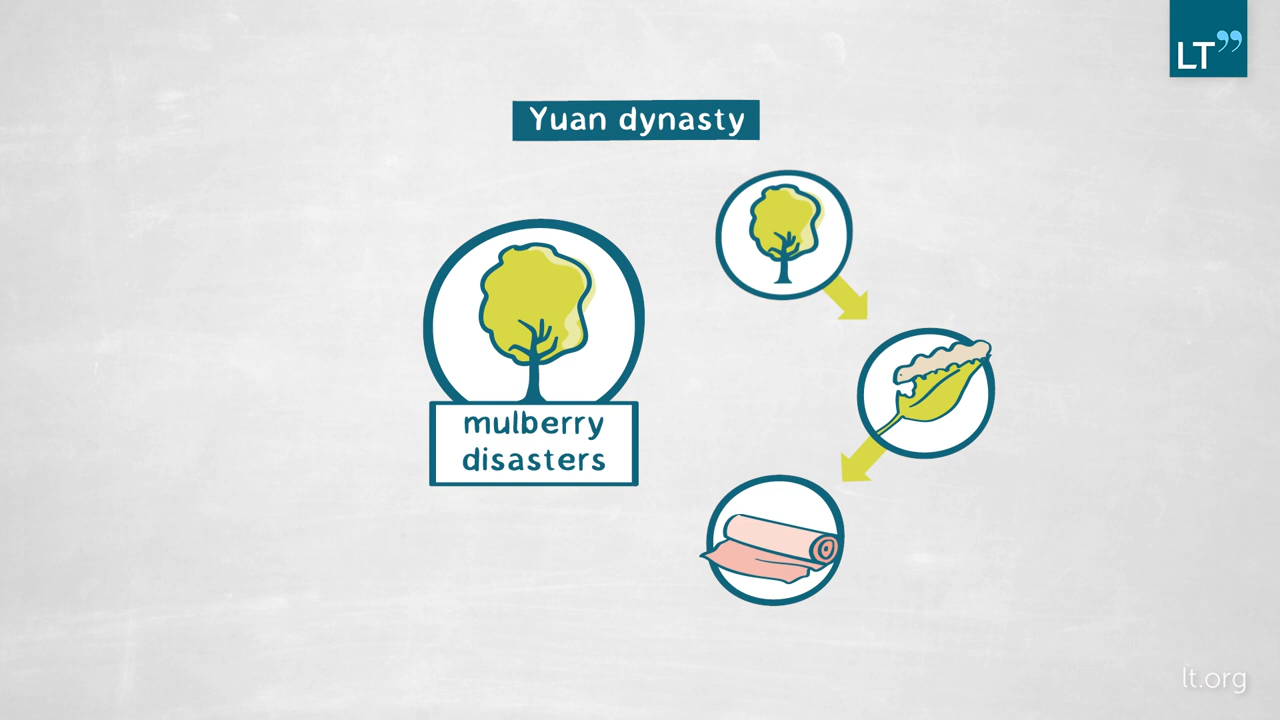 LT”
Yuan dynasty
mulberry
disasters
lt.org